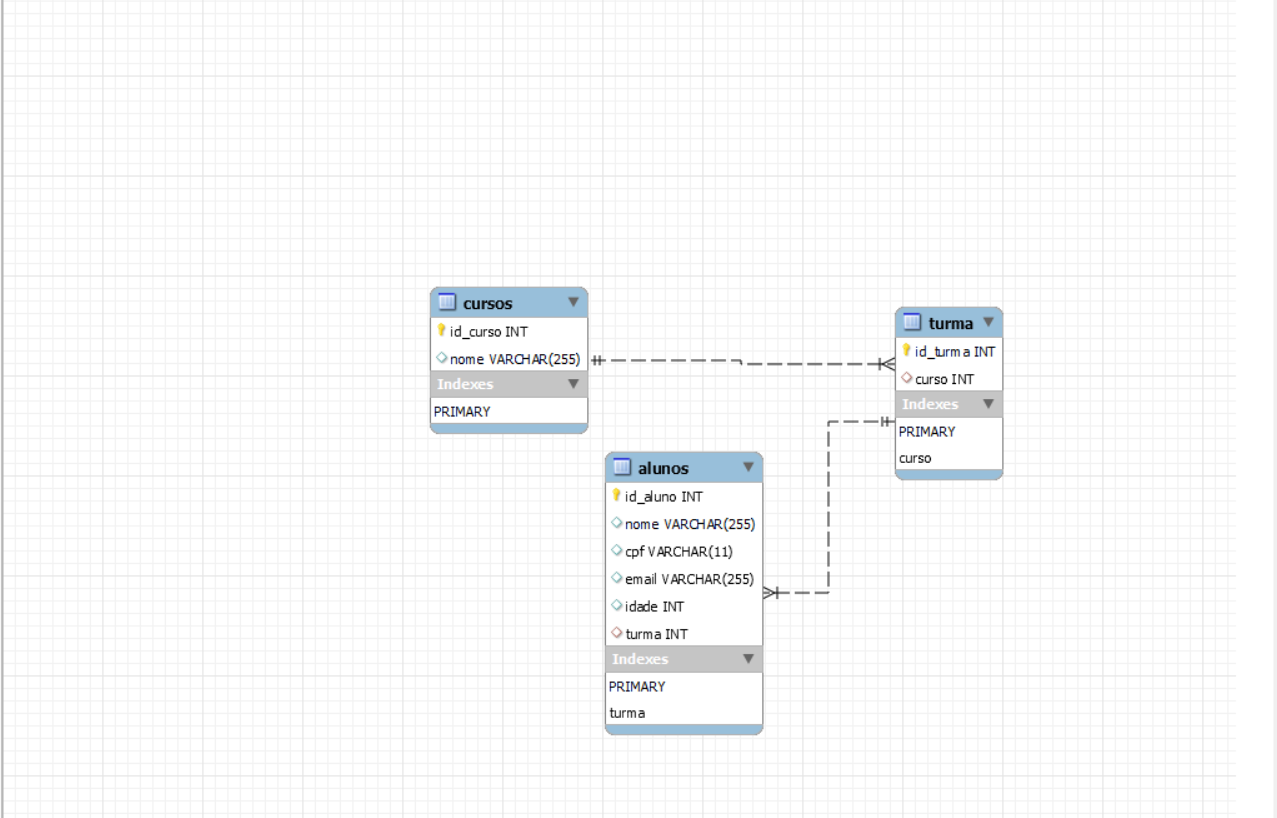 cursos
id_curso INT
nome VARCHAR(255)
Indexes
PRIMARY
turma
id_turma INT
curso INT
Indexes
PRIMARY
curso
alunos
id_aluno INT
nome VARCHAR(255)
cpf VARCHAR(11)
email VARCHAR(255)
idade INT
turma INT
Indexes
PRIMARY
turma